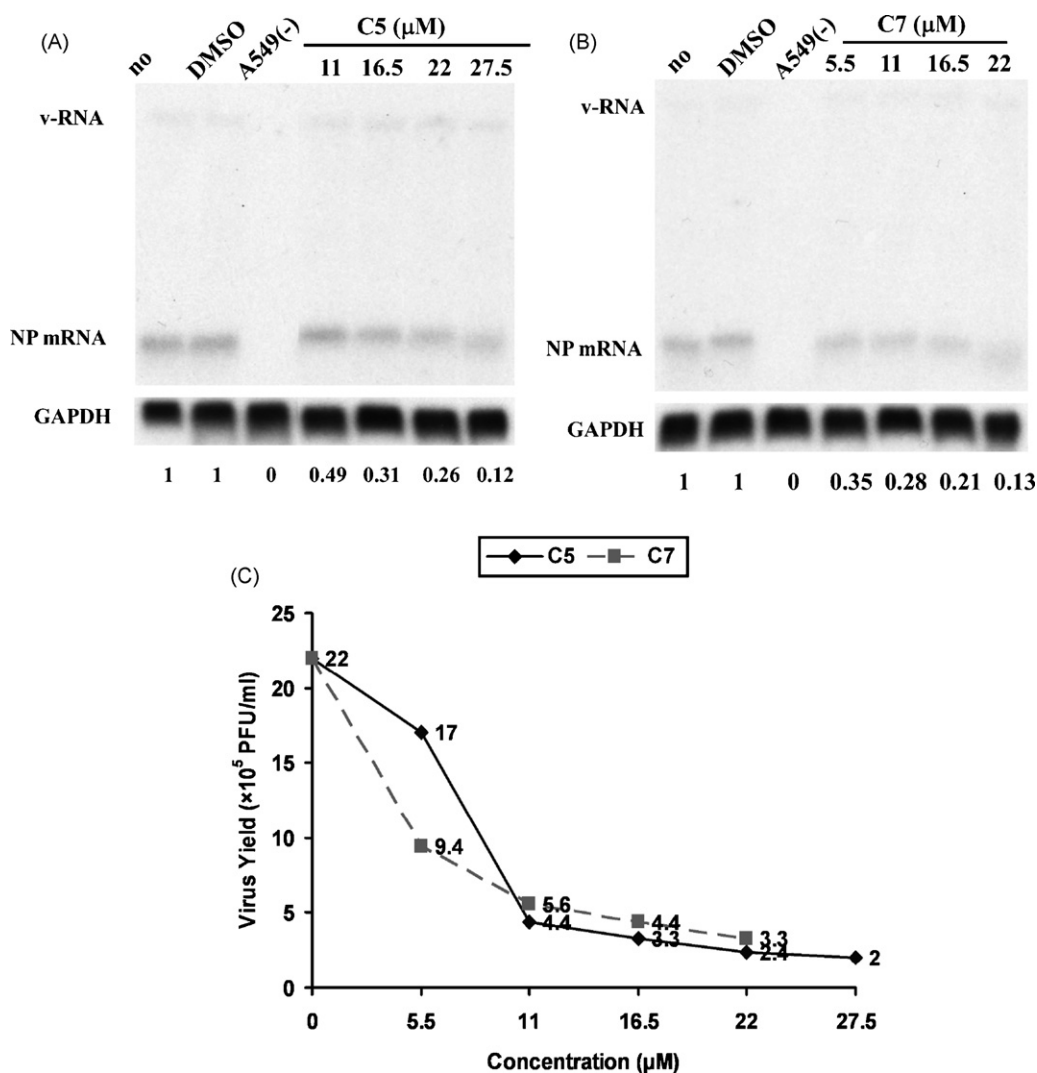 (A)
no DMSO A549(-) C5 (µM)
11 16.5 22 27.5
v-RNA
NP mRNA
GAPDH
1 1 0 0.49 0.31 0.26 0.12
(B)
no DMSO A549(-) C7 (µM)
5.5 11 16.5 22
v-RNA
NP mRNA
GAPDH
1 1 0 0.35 0.28 0.21 0.13
C5 C7
(C)
Virus Yield (×10⁵ PFU/ml)
25
20
15
10
5
0
22
17
9.4
5.6
4.4
4.4
3.3
3.3
2.4
2
0 5.5 11 16.5 22 27.5
Concentration (µM)